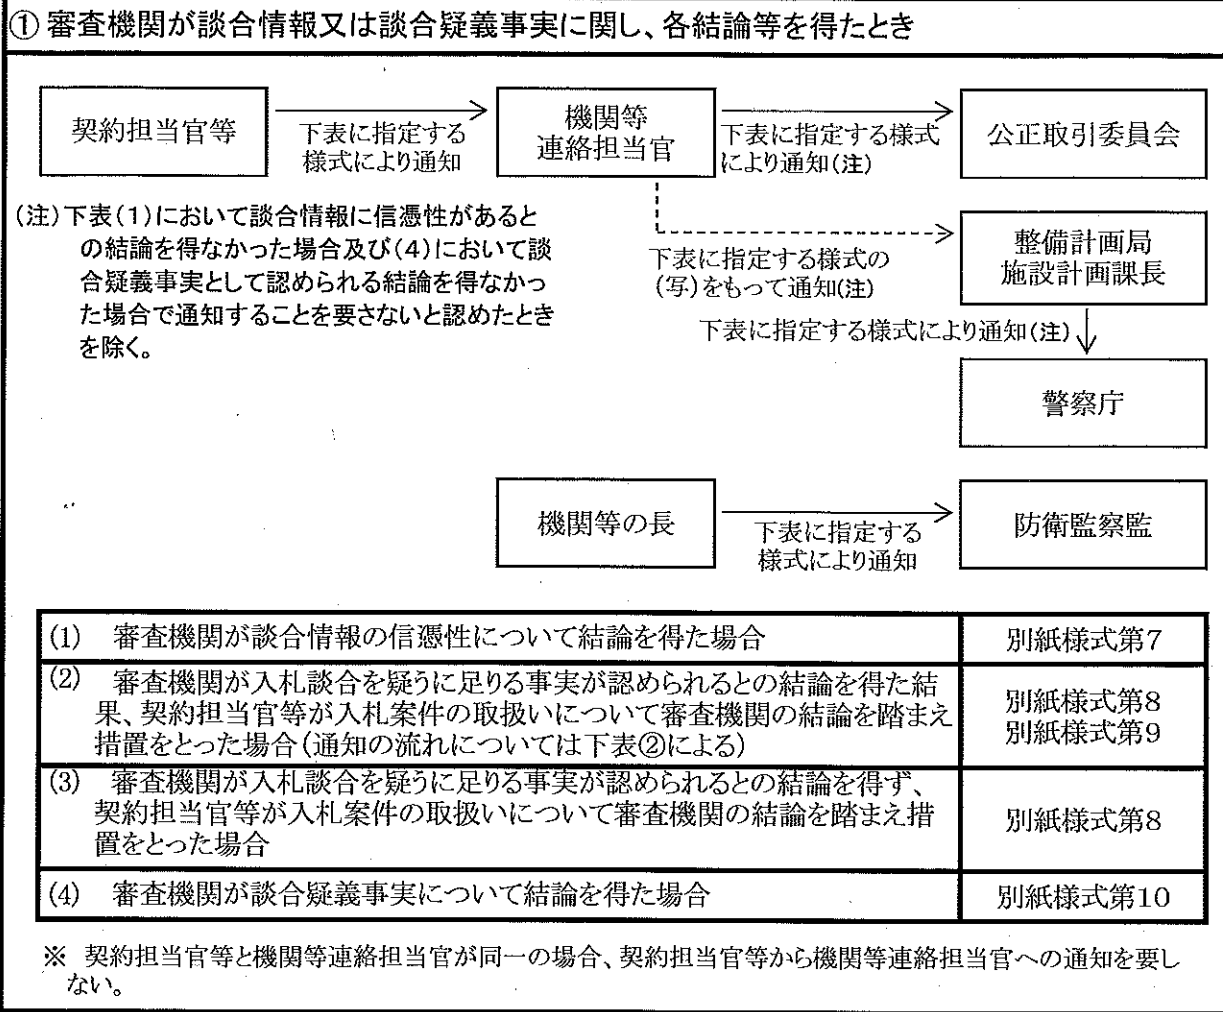 ① 審査機関が談合情報又は談合疑義事実に関し、各結論等を得たとき
契約担当官等
下表に指定する
様式により通知
機関等
連絡担当官
下表に指定する様式
により通知(注)
公正取引委員会
(注)下表(1)において談合情報に信憑性があると
の結論を得なかった場合及び(4)において談
合疑義事実として認められる結論を得なかっ
た場合で通知することを要さないと認めたとき
を除く。
下表に指定する様式の
(写)をもって通知(注)
整備計画局
施設計画課長
下表に指定する様式により通知(注)
警察庁
機関等の長
下表に指定する
様式により通知
防衛監察監
(1) 審査機関が談合情報の信憑性について結論を得た場合
別紙様式第7
(2) 審査機関が入札談合を疑うに足りる事実が認められるとの結論を得た結
果、契約担当官等が入札案件の取扱いについて審査機関の結論を踏まえ
措置をとった場合(通知の流れについては下表②による)
別紙様式第8
別紙様式第9
(3) 審査機関が入札談合を疑うに足りる事実が認められるとの結論を得ず、
契約担当官等が入札案件の取扱いについて審査機関の結論を踏まえ措
置をとった場合
別紙様式第8
(4) 審査機関が談合疑義事実について結論を得た場合
別紙様式第10
※ 契約担当官等と機関等連絡担当官が同一の場合、契約担当官等から機関等連絡担当官への通知を要し
ない。